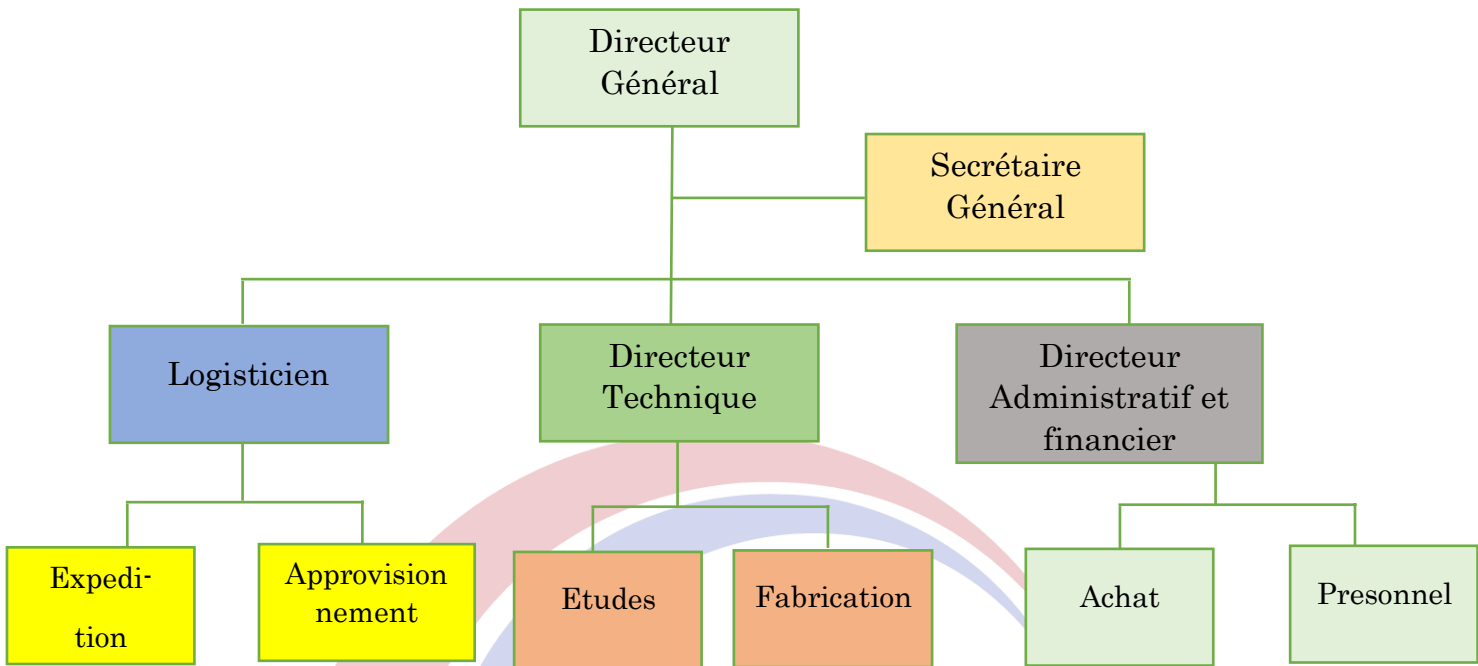 Directeur
Général
Secrétaire
Général
Logisticien
Directeur
Technique
Directeur
Administratif et
financier
Expedi-
tion
Approvision
nement
Etudes
Fabrication
Achat
Presonnel